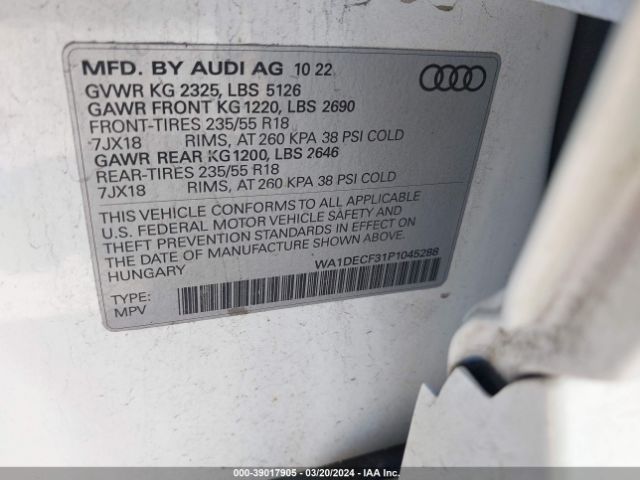 MFD. BY AUDI AG 10 22
GVWR KG 2325, LBS 5126
GAWR FRONT KG 1220, LBS 2690
FRONT-TIRES 235/55 R18
7JX18 RIMS, AT 260 KPA 38 PSI COLD
GAWR REAR KG 1200, LBS 2646
REAR-TIRES 235/55 R18
7JX18 RIMS, AT 260 KPA 38 PSI COLD
THIS VEHICLE CONFORMS TO ALL APPLICABLE
U.S. FEDERAL MOTOR VEHICLE SAFETY AND
THEFT PREVENTION STANDARDS IN EFFECT ON
THE DATE OF MANUFACTURE SHOWN ABOVE.
HUNGARY
WA1DECF31P1045288
TYPE:
MPV
000-39017905 - 03/20/2024 - IAA Inc.